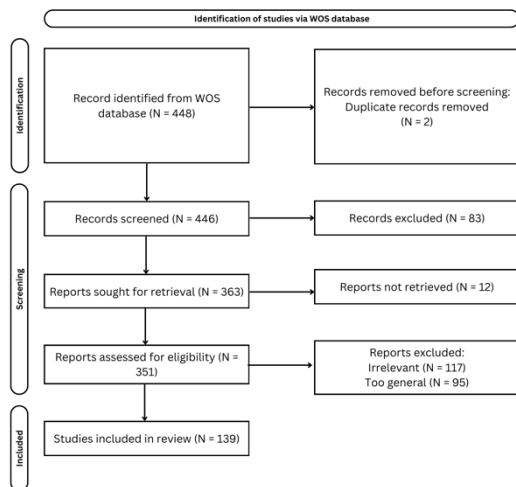 Identification of studies via WOS database
Identification
Record identified from WOS
database (N = 448)
Records removed before screening:
Duplicate records removed
(N = 2)
Screening
Records screened (N = 446)
Records excluded (N = 83)
Reports sought for retrieval (N = 363)
Reports not retrieved (N = 12)
Reports assessed for eligibility (N =
351)
Reports excluded:
Irrelevant (N = 117)
Too general (N = 95)
Included
Studies included in review (N = 139)